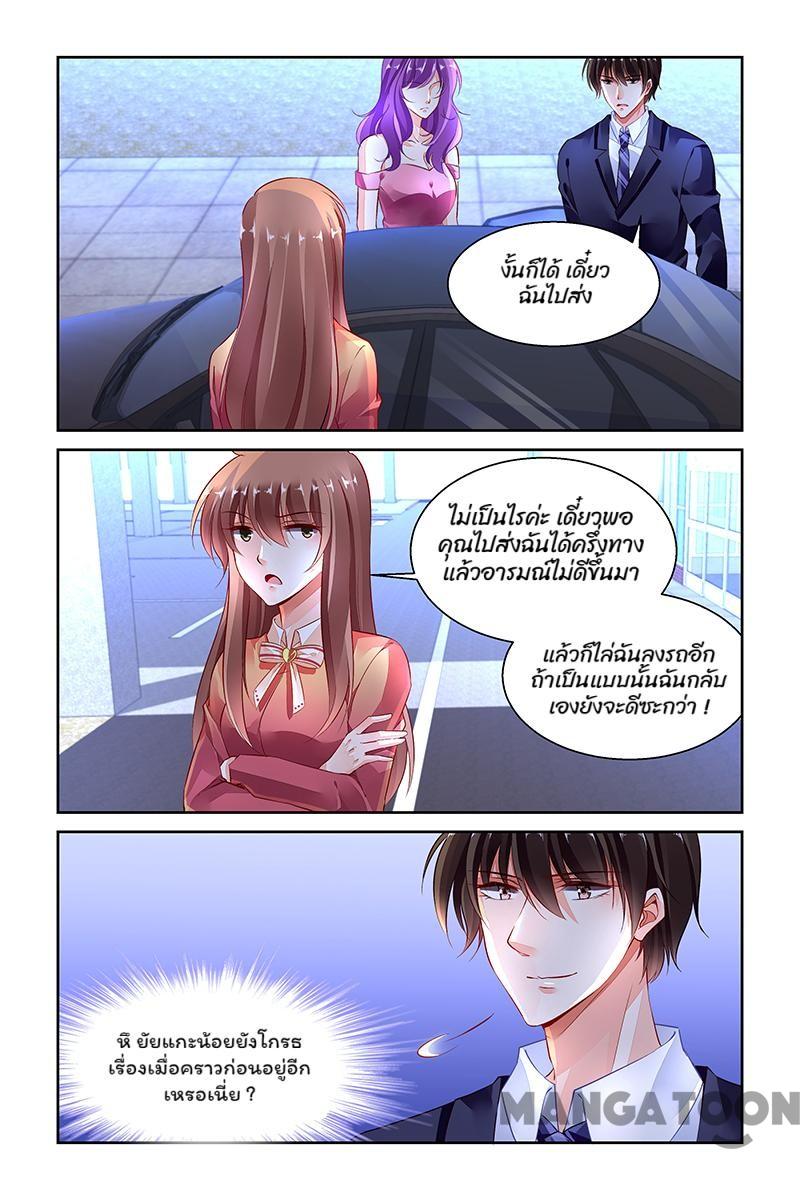 งั้นก็ได้ เดี๋ยว
ฉันไปส่ง
ไม่เป็นไรค่ะ เดี๋ยวพอ
คุณไปส่งฉันได้ครึ่งทาง
แล้วอารมณ์ไม่ดีขึ้นมา
แล้วก็ไล่ฉันลงรถอีก
ถ้าเป็นแบบนั้นฉันกลับ
เองยังจะดีซะกว่า !
หึ ยัยแกะน้อยยังโกรธ
เรื่องเมื่อคราวก่อนอยู่อีก
เหรอเนี่ย ?
MANGATOON